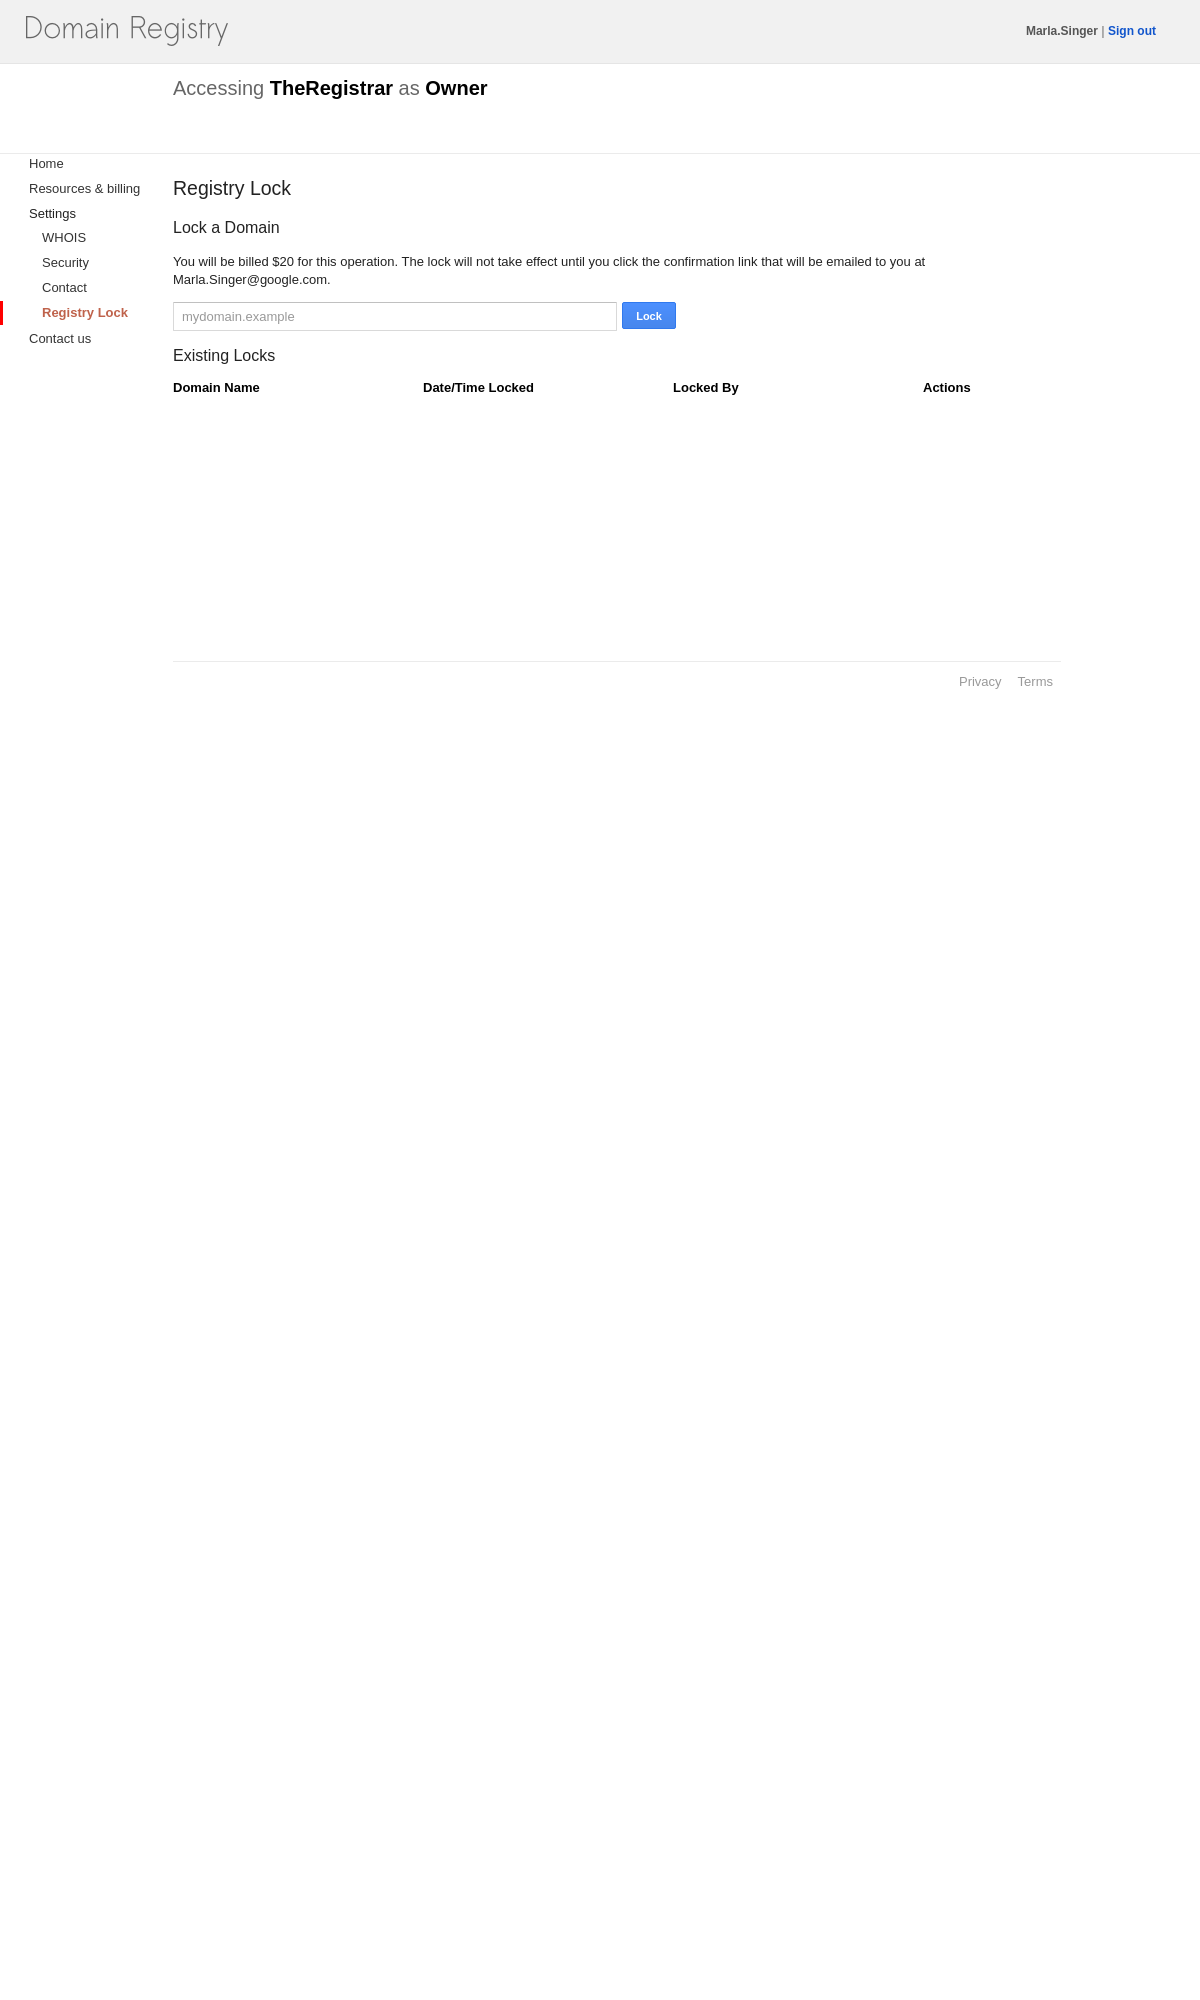 Domain Registry
Marla.Singer | Sign out
Accessing TheRegistrar as Owner
Home
Resources & billing
Settings
WHOIS
Security
Contact
Registry Lock
Contact us
Registry Lock
Lock a Domain
You will be billed $20 for this operation. The lock will not take effect until you click the confirmation link that will be emailed to you at
Marla.Singer@google.com.
mydomain.example
Lock
Existing Locks
Domain Name Date/Time Locked Locked By Actions
Privacy Terms